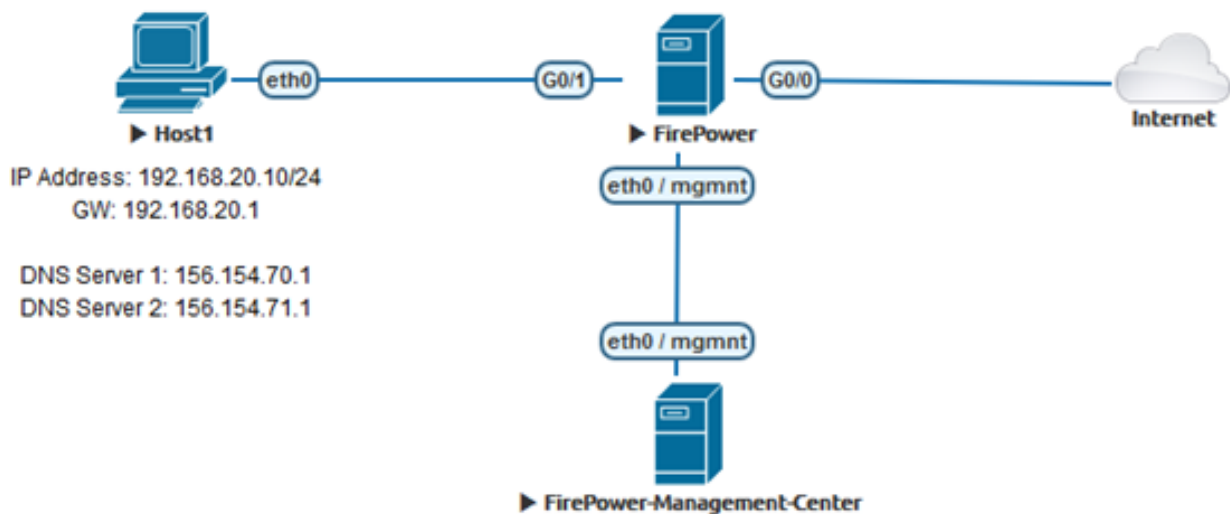 eth0
G0/1
G0/0
Host1
FirePower
Internet
IP Address: 192.168.20.10/24
GW: 192.168.20.1
DNS Server 1: 156.154.70.1
DNS Server 2: 156.154.71.1
eth0 / mgmnt
eth0 / mgmnt
FirePower-Management-Center